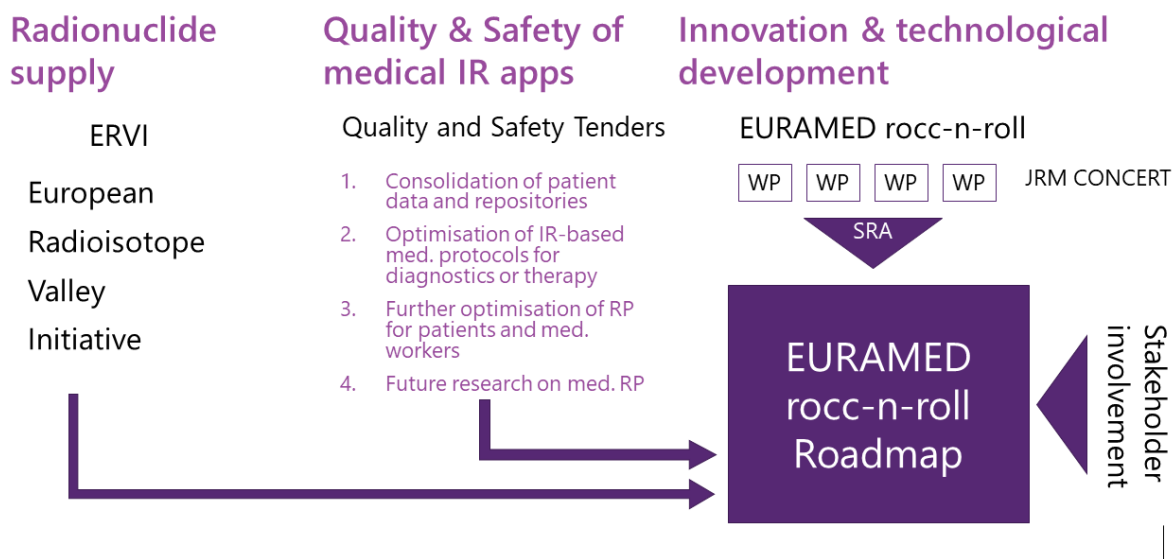 Radionuclide
supply
ERVI
European
Radioisotope
Valley
Initiative
Quality & Safety of
medical IR apps
Quality and Safety Tenders
1. Consolidation of patient
data and repositories
2. Optimisation of IR-based
med. protocols for
diagnostics or therapy
3. Further optimisation of RP
for patients and med.
workers
4. Future research on med. RP
Innovation & technological
development
EURAMED rocc-n-roll
WP WP WP WP JRM CONCERT
SRA
EURAMED
rocc-n-roll
Roadmap
Stakeholder
involvement